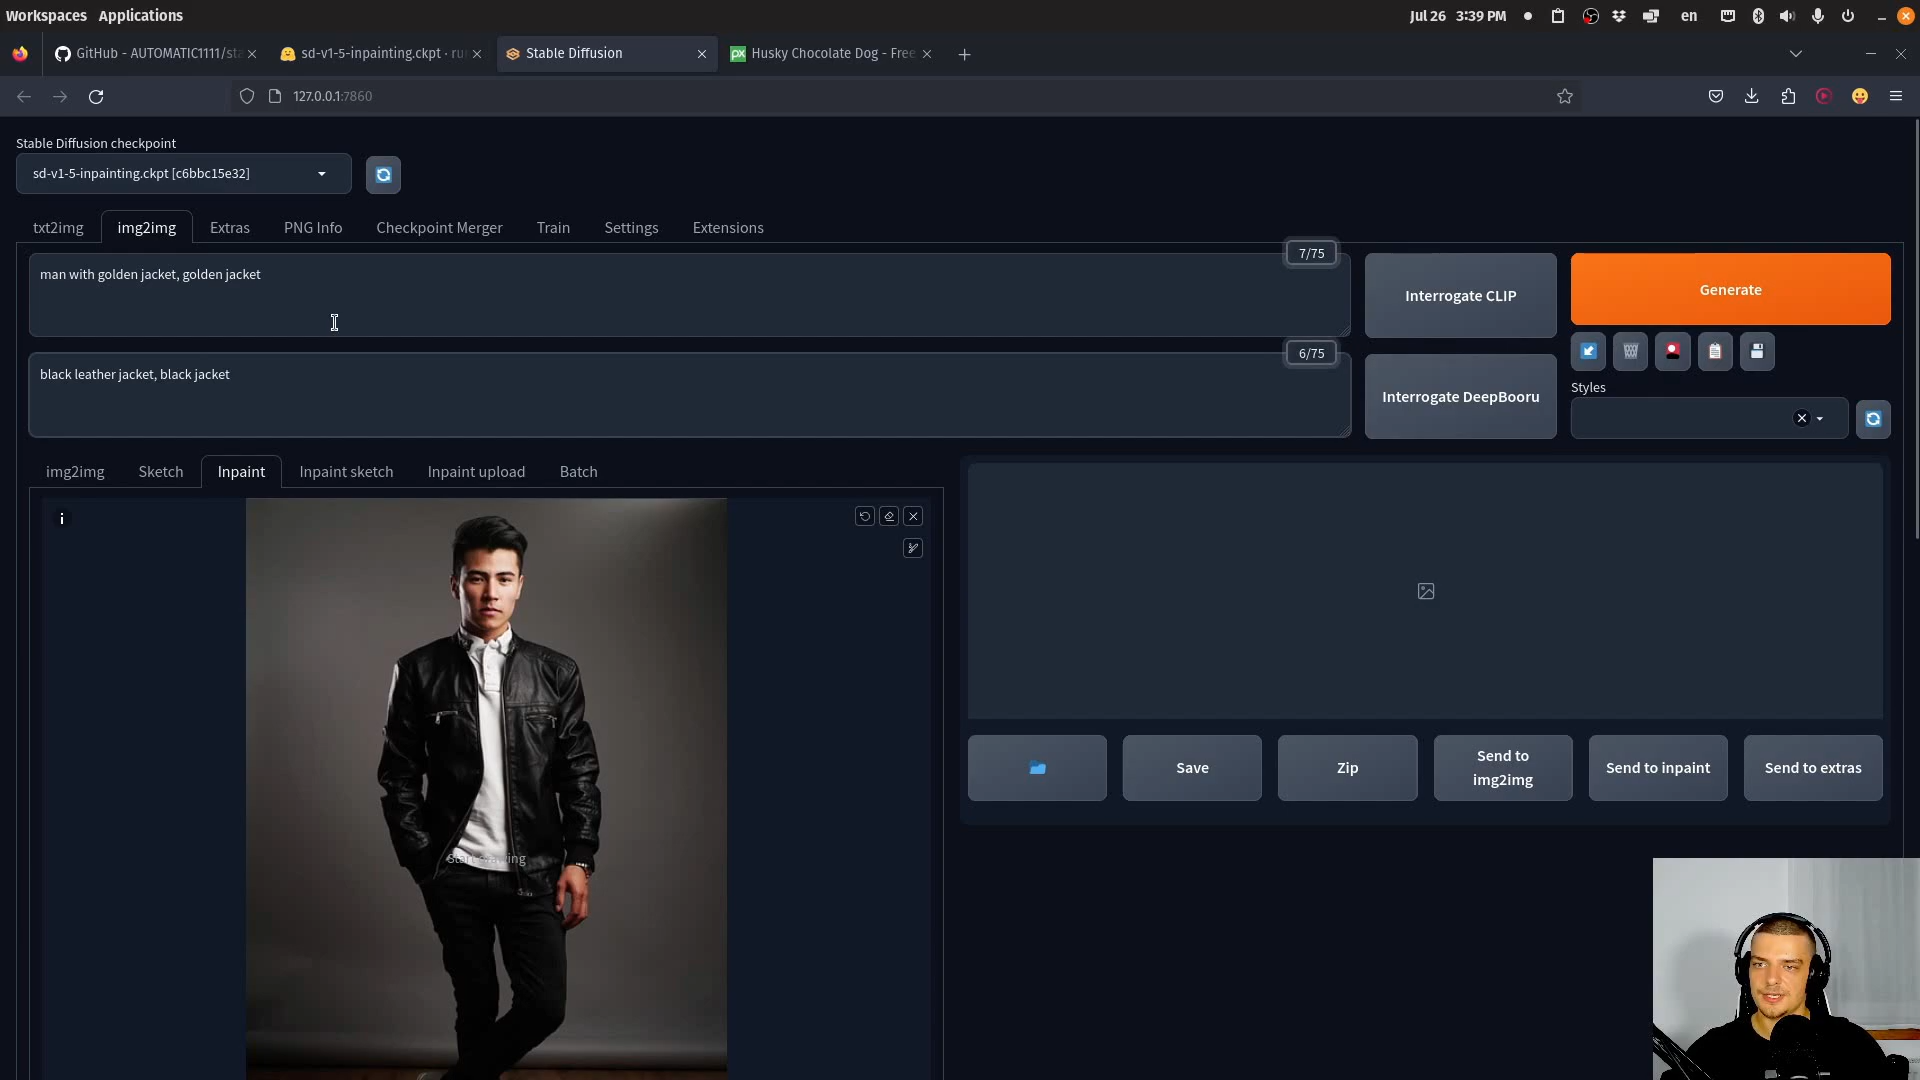 Workspaces Applications
Jul 26 3:39 PM
en
GitHub - AUTOMATIC1111/sta
sd-v1-5-inpainting.ckpt · run
Stable Diffusion
Husky Chocolate Dog - Free
127.0.0.1:7860
Stable Diffusion checkpoint
sd-v1-5-inpainting.ckpt [c6bbc15e32]
txt2img img2img Extras PNG Info Checkpoint Merger Train Settings Extensions
7/75
man with golden jacket, golden jacket
Interrogate CLIP
Generate
6/75
black leather jacket, black jacket
Interrogate DeepBooru
Styles
img2img Sketch Inpaint Inpaint sketch Inpaint upload Batch
Start drawing
Save
Zip
Send to
img2img
Send to inpaint
Send to extras